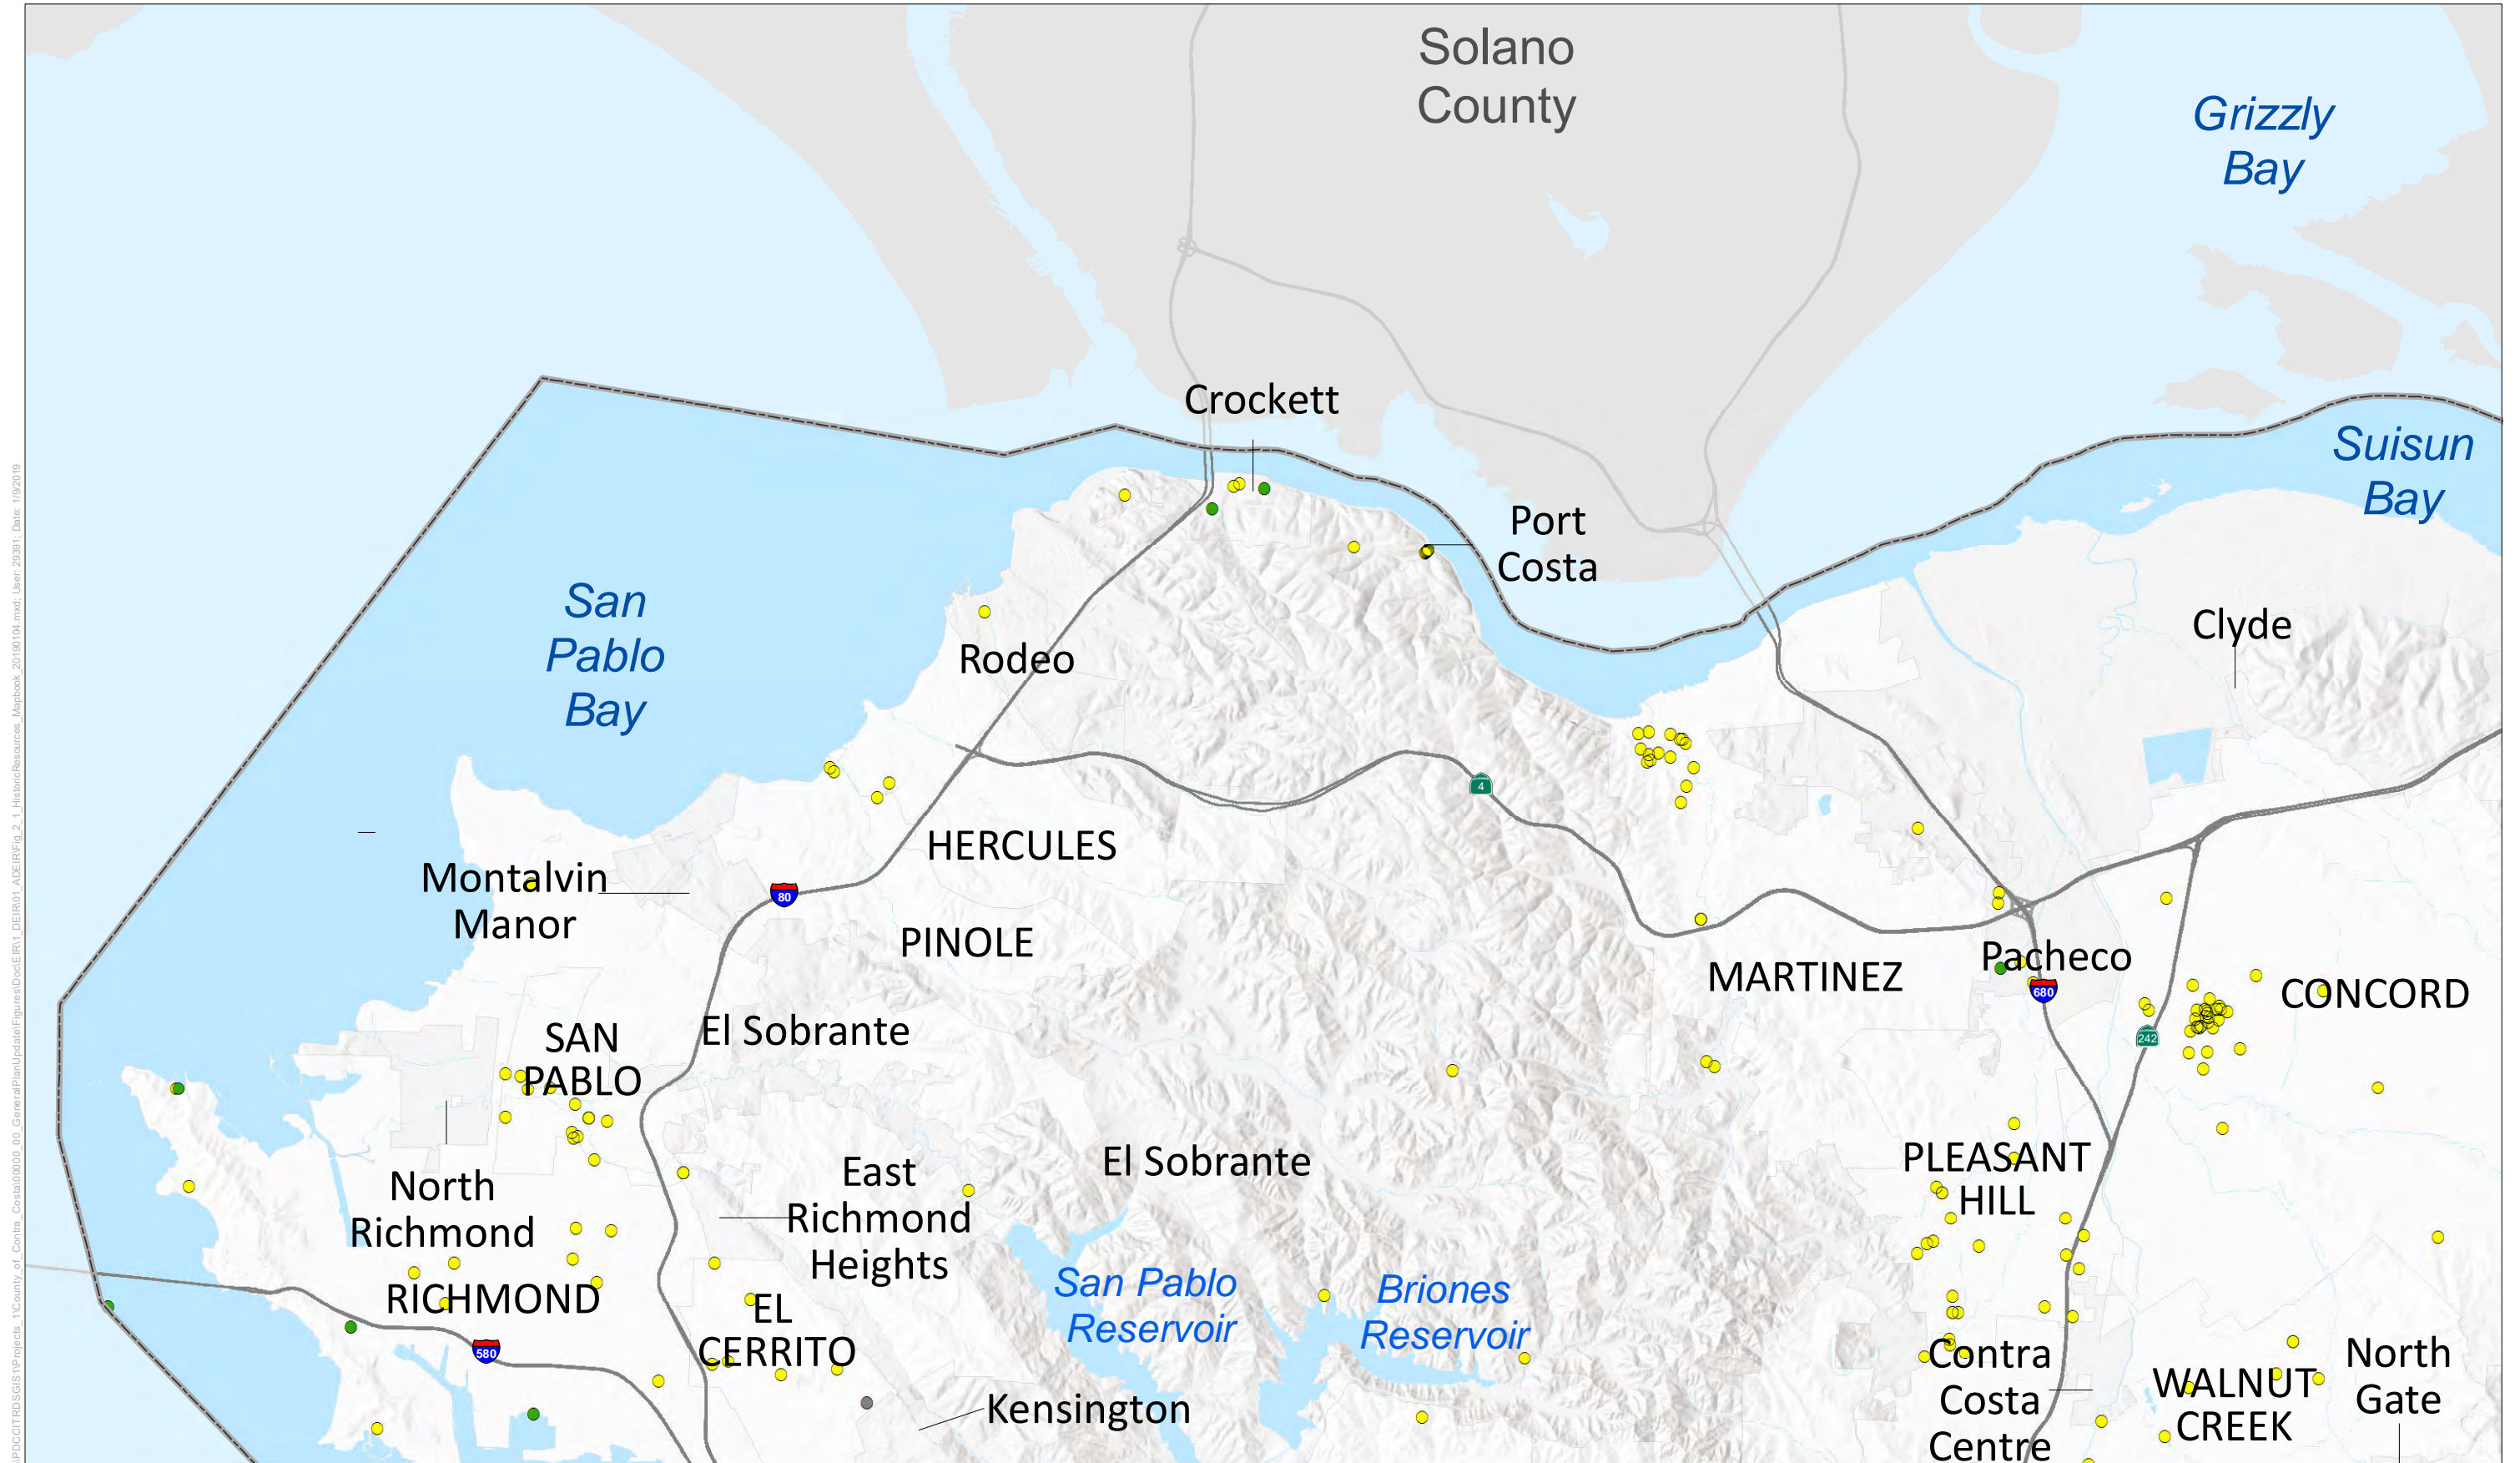 Solano
County
Grizzly
Bay
Crockett
Suisun
Bay
Port
Costa
San
Pablo
Bay
Clyde
Rodeo
4
HERCULES
Montalvin
Manor
80
PINOLE
MARTINEZ
Pacheco
680
CONCORD
SAN
PABLO
El Sobrante
242
North
Richmond
East
Richmond
Heights
El Sobrante
PLEASANT
HILL
RICHMOND
580
EL
CERRITO
San Pablo
Reservoir
Briones
Reservoir
Kensington
Contra
Costa
Centre
WALNUT
CREEK
North
Gate